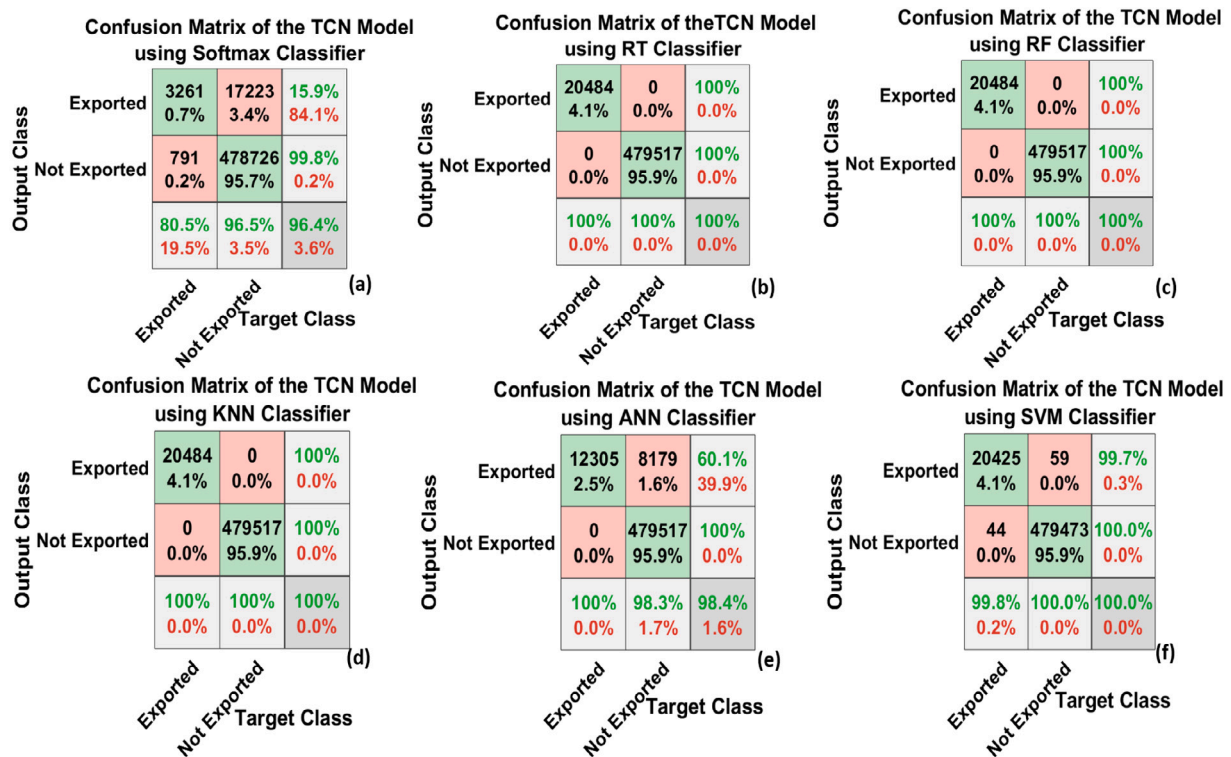 Confusion Matrix of the TCN Model
using Softmax Classifier
Output Class
Exported
3261 17223 15.9%
0.7% 3.4% 84.1%
Not Exported
791 478726 99.8%
0.2% 95.7% 0.2%
80.5% 96.5% 96.4%
19.5% 3.5% 3.6%
(a)
Exported
Not Exported
Target Class
Confusion Matrix of theTCN Model
using RT Classifier
Output Class
Exported
20484 0 100%
4.1% 0.0% 0.0%
Not Exported
0 479517 100%
0.0% 95.9% 0.0%
100% 100% 100%
0.0% 0.0% 0.0%
(b)
Exported
Not Exported
Target Class
Confusion Matrix of the TCN Model
using RF Classifier
Output Class
Exported
20484 0 100%
4.1% 0.0% 0.0%
Not Exported
0 479517 100%
0.0% 95.9% 0.0%
100% 100% 100%
0.0% 0.0% 0.0%
(c)
Exported
Not Exported
Target Class
Confusion Matrix of the TCN Model
using KNN Classifier
Output Class
Exported
20484 0 100%
4.1% 0.0% 0.0%
Not Exported
0 479517 100%
0.0% 95.9% 0.0%
100% 100% 100%
0.0% 0.0% 0.0%
(d)
Exported
Not Exported
Target Class
Confusion Matrix of the TCN Model
using ANN Classifier
Output Class
Exported
12305 8179 60.1%
2.5% 1.6% 39.9%
Not Exported
0 479517 100%
0.0% 95.9% 0.0%
100% 98.3% 98.4%
0.0% 1.7% 1.6%
(e)
Exported
Not Exported
Target Class
Confusion Matrix of the TCN Model
using SVM Classifier
Output Class
Exported
20425 59 99.7%
4.1% 0.0% 0.3%
Not Exported
44 479473 100.0%
0.0% 95.9% 0.0%
99.8% 100.0% 100.0%
0.2% 0.0% 0.0%
(f)
Exported
Not Exported
Target Class